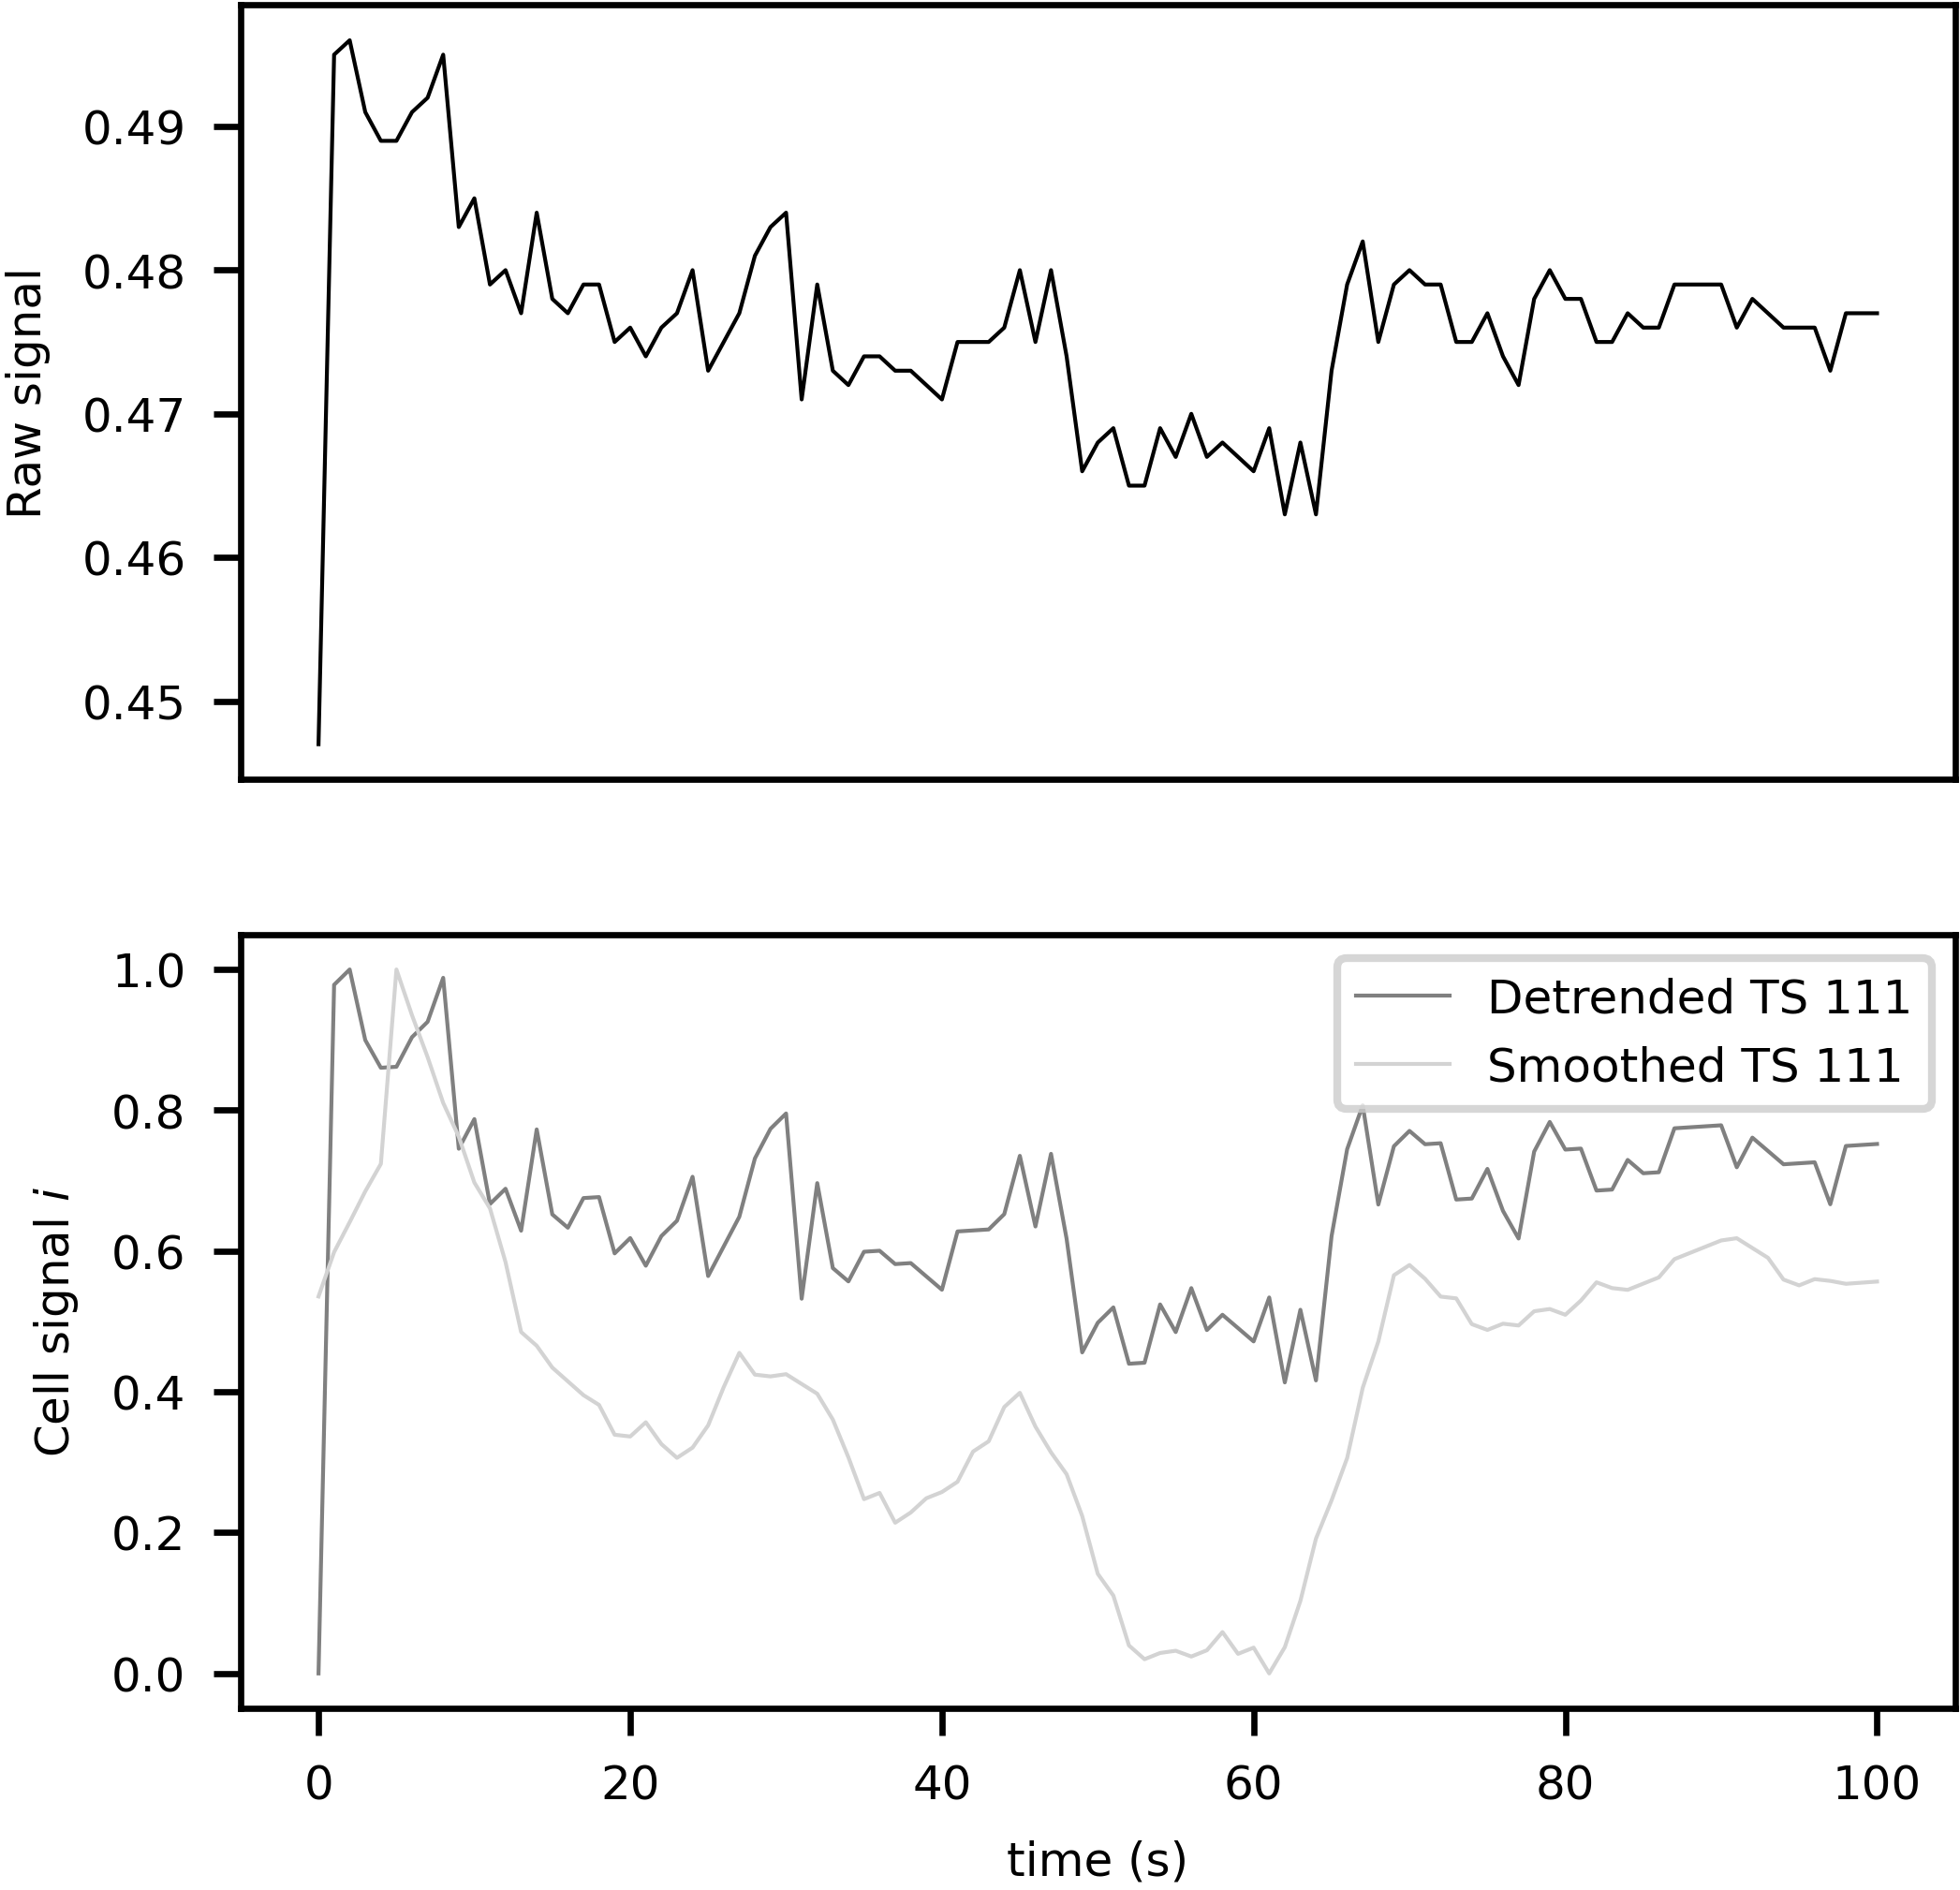 Raw signal
0.49
0.48
0.47
0.46
0.45
Cell signal i
1.0
0.8
0.6
0.4
0.2
0.0
Detrended TS 111
Smoothed TS 111
0 20 40 60 80 100
time (s)